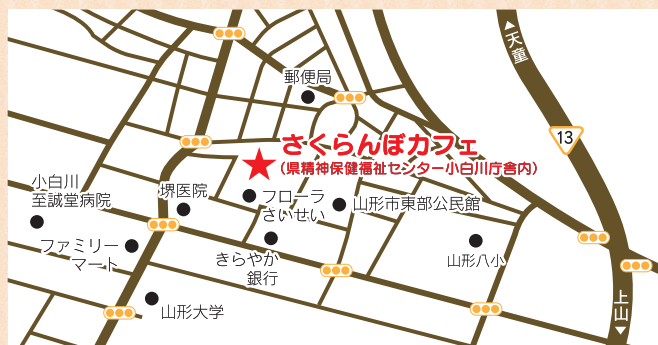 ▲天童
郵便局
13
さくらんぼカフェ
(県精神保健福祉センター小白川庁舎内)
小白川
至誠堂病院
堺医院
フローラ
さいせい
山形市東部公民館
ファミリー
マート
きらやか
銀行
山形八小
山形大学
上山▼